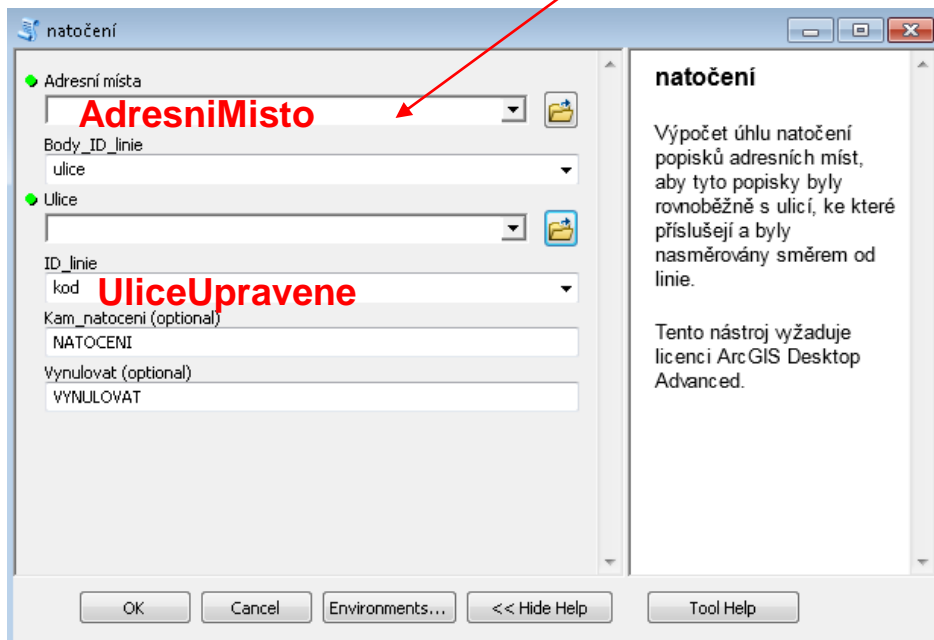 natočení
Adresní místa
AdresniMisto
Body_ID_linie
ulice
Ulice
ID_linie
kod
UliceUpravene
Kam_natoceni (optional)
NATOCENI
Vynulovat (optional)
VYNULOVAT
natočení
Výpočet úhlu natočení
popisků adresních míst,
aby tyto popisky byly
rovnoběžně s ulicí, ke které
příslušejí a byly
nasměrovány směrem od
linie.
Tento nástroj vyžaduje
licenci ArcGIS Desktop
Advanced.
OK
Cancel
Environments...
<< Hide Help
Tool Help